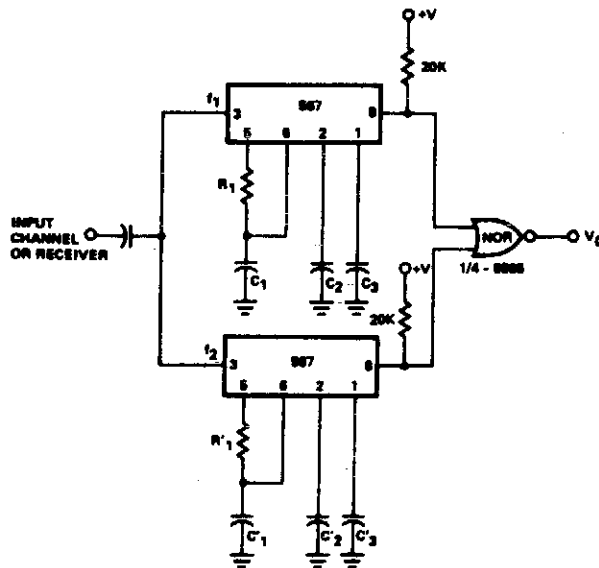 +V
20K
f₁
567
3
8
5 6 2 1
R₁
INPUT
CHANNEL
OR RECEIVER
C₁
C₂
C₃
NOR
V₀
1/4 -
+V
20K
f₂
567
3
8
5 6 2 1
R'₁
C'₁
C'₂
C'₃